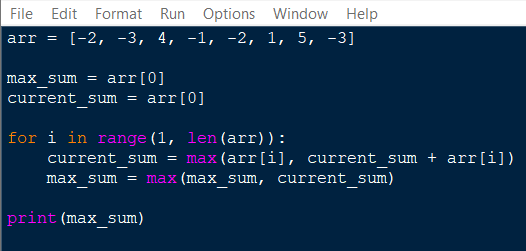 File Edit Format Run Options Window Help
arr = [-2, -3, 4, -1, -2, 1, 5, -3]
max_sum = arr[0]
current_sum = arr[0]
for i in range(1, len(arr)):
    current_sum = max(arr[i], current_sum + arr[i])
    max_sum = max(max_sum, current_sum)
print(max_sum)